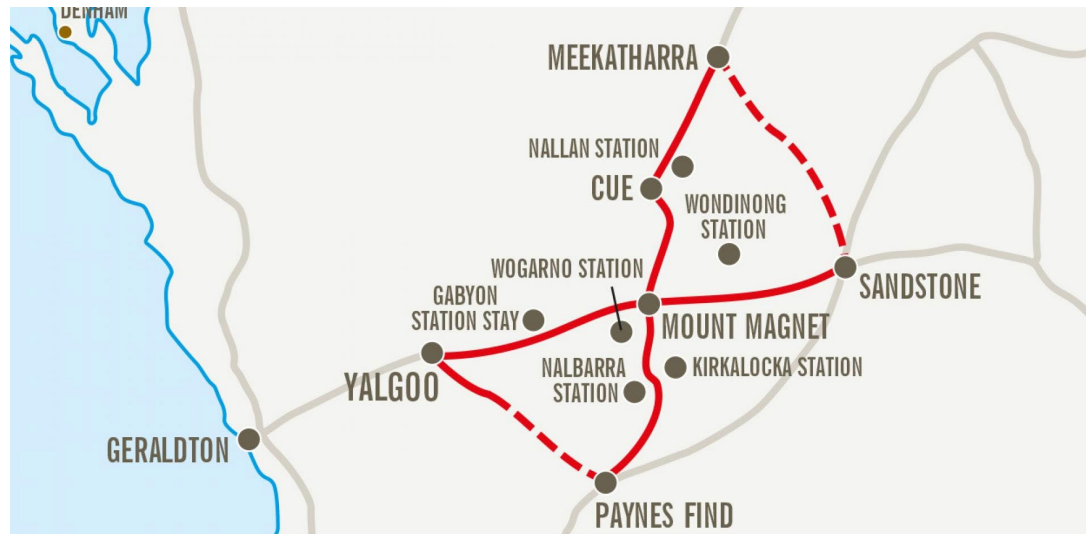 DENHAM
MEEKATHARRA
NALLAN STATION
CUE
WONDINONG
STATION
WOGARNO STATION
SANDSTONE
GABYON
STATION STAY
MOUNT MAGNET
NALBARRA
STATION
KIRKALOCKA STATION
YALGOO
GERALDTON
PAYNES FIND